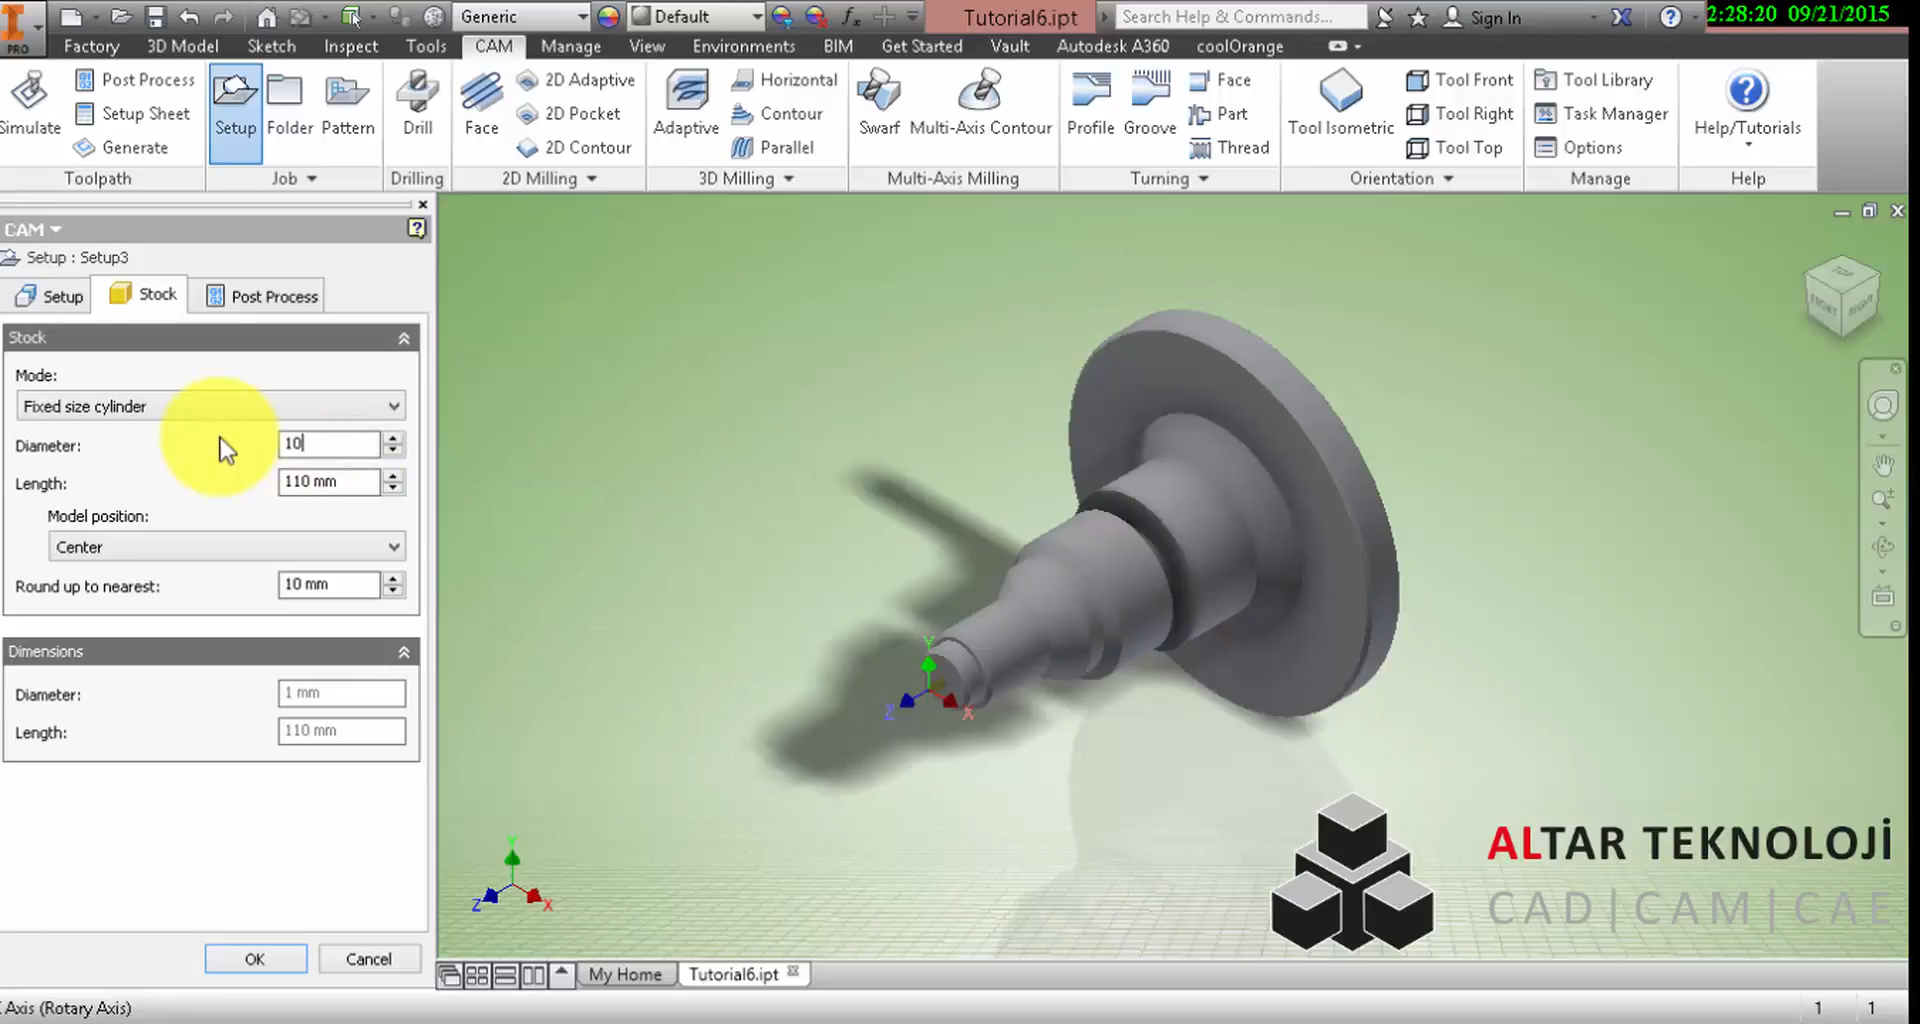 Generic
Default
Tutorial6.ipt
Search Help & Commands...
Sign In
2:28:20 09/21/2015
PRO
Factory
3D Model
Sketch
Inspect
Tools
CAM
Manage
View
Environments
BIM
Get Started
Vault
Autodesk A360
coolOrange
Simulate
Post Process
Setup Sheet
Generate
Toolpath
Setup
Folder
Pattern
Job
Drill
Drilling
Face
2D Adaptive
2D Pocket
2D Contour
2D Milling
Adaptive
Horizontal
Contour
Parallel
3D Milling
Swarf
Multi-Axis Contour
Multi-Axis Milling
Profile
Groove
Face
Part
Thread
Turning
Tool Isometric
Tool Front
Tool Right
Tool Top
Orientation
Tool Library
Task Manager
Options
Manage
Help/Tutorials
Help
CAM
Setup : Setup3
Setup
Stock
Post Process
Stock
Mode:
Fixed size cylinder
Diameter: 10
Length: 110 mm
Model position:
Center
Round up to nearest: 10 mm
Dimensions
Diameter: 1 mm
Length: 110 mm
OK
Cancel
TOP
FRONT
RIGHT
Y
Z
X
Y
Z
X
ALTAR TEKNOLOJİ
CAD|CAM|CAE
My Home
Tutorial6.ipt
Axis (Rotary Axis)
1
1